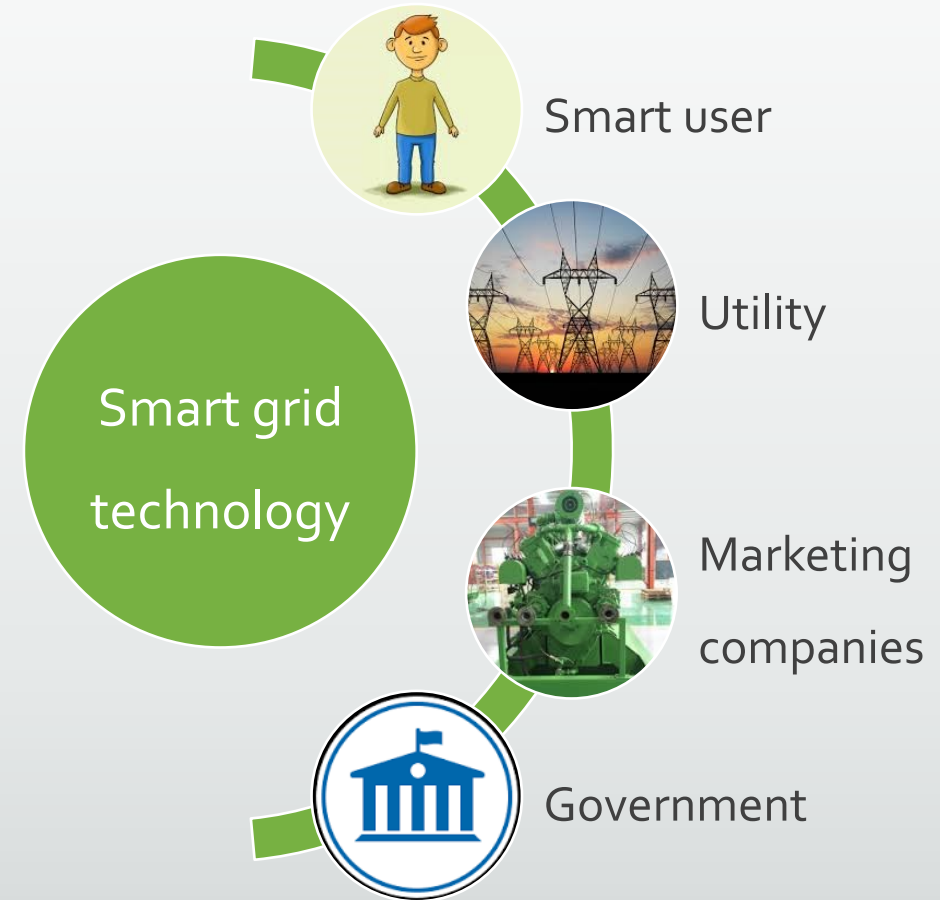 Smart user
Utility
Smart grid
technology
Marketing
companies
Government